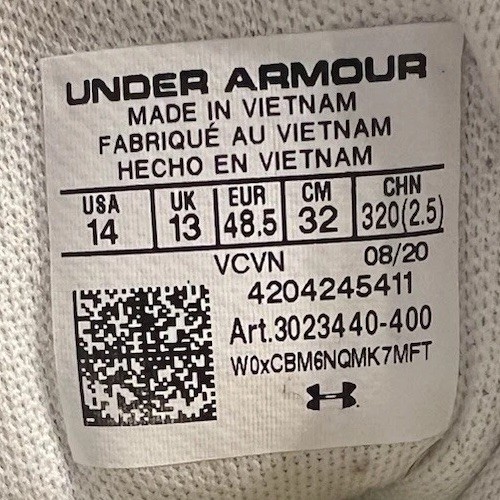 UNDER ARMOUR
MADE IN VIETNAM
FABRIQUÉ AU VIETNAM
HECHO EN VIETNAM
USA UK EUR CM CHN
14 13 48.5 32 320(2.5)
VCVN 08/20
4204245411
Art.3023440-400
W0xCBM6NQMK7MFT